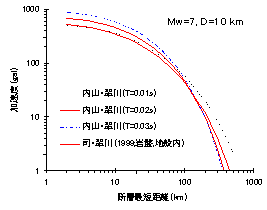 Mw=7, D=10 km
1000
100
10
1
加速度 (gal)
内山・翠川(T=0.01s)
内山・翠川(T=0.02s)
内山・翠川(T=0.03s)
司・翠川(1999,岩盤,地殻内)
1 10 100 1000
断層最短距離 (km)